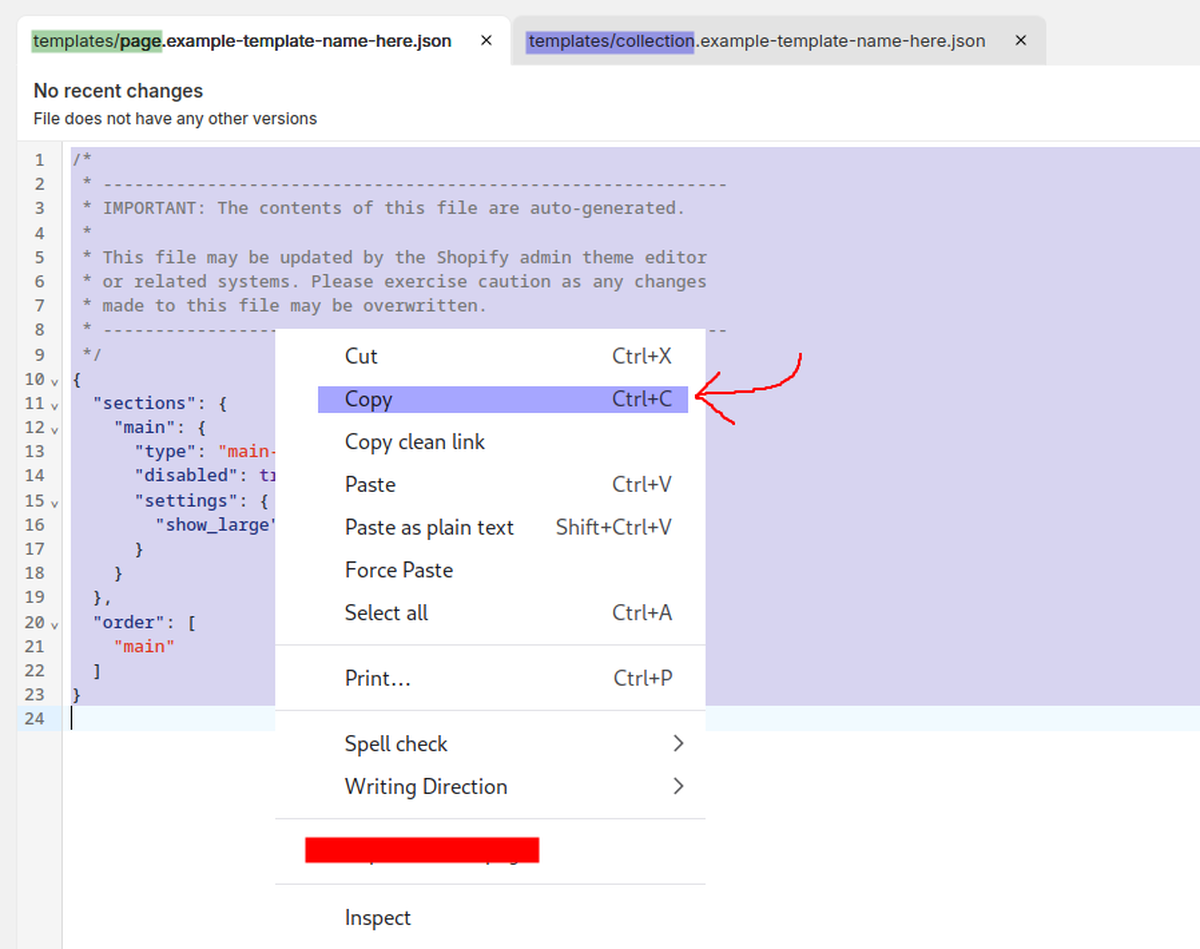 templates/page.example-template-name-here.json ×
templates/collection.example-template-name-here.json ×
No recent changes
File does not have any other versions
1 /*
2 * ------------------------------------------------------------
3 * IMPORTANT: The contents of this file are auto-generated.
4 *
5 * This file may be updated by the Shopify admin theme editor
6 * or related systems. Please exercise caution as any changes
7 * made to this file may be overwritten.
8 * ------------------------------------------------------------
9 */
10 {
11 "sections": {
12 "main": {
13 "type": "main-
14 "disabled":
15 "settings": {
16 "show_large"
17 }
18 }
19 },
20 "order": [
21 "main"
22 ]
23 }
24
Cut Ctrl+X
Copy Ctrl+C
Copy clean link
Paste Ctrl+V
Paste as plain text Shift+Ctrl+V
Force Paste
Select all Ctrl+A
Print... Ctrl+P
Spell check
Writing Direction
Inspect